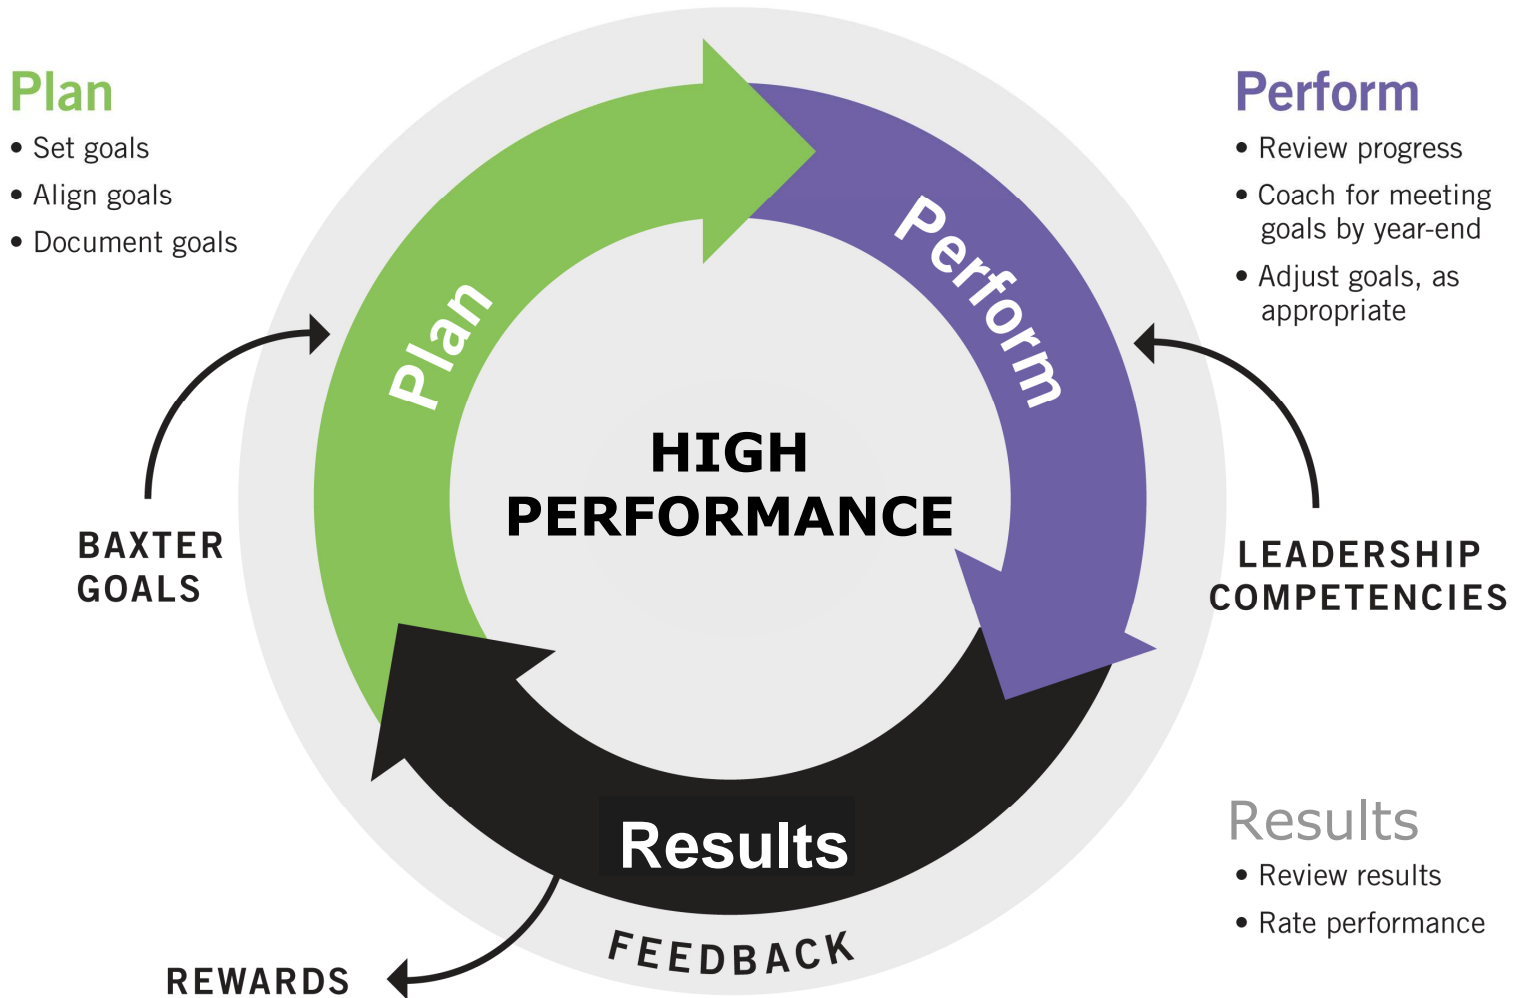 Plan
• Set goals
• Align goals
• Document goals
Perform
• Review progress
• Coach for meeting
goals by year-end
• Adjust goals, as
appropriate
Plan
Perform
HIGH
PERFORMANCE
BAXTER
GOALS
LEADERSHIP
COMPETENCIES
Results
Results
• Review results
• Rate performance
FEEDBACK
REWARDS